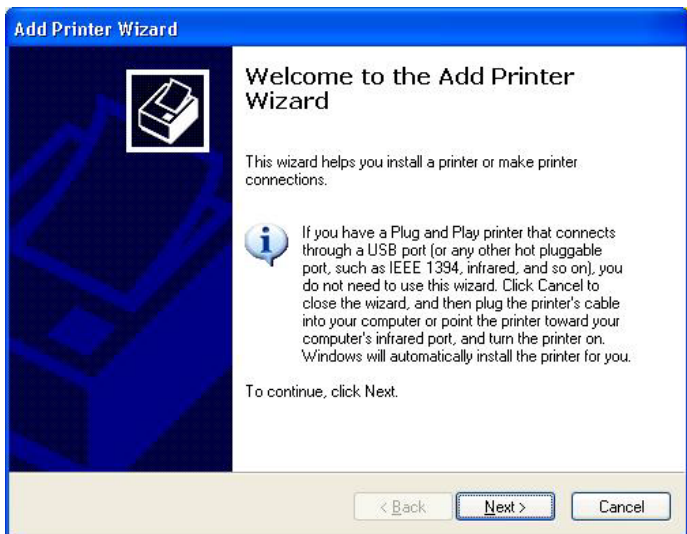 Add Printer Wizard
Welcome to the Add Printer
Wizard
This wizard helps you install a printer or make printer
connections.
If you have a Plug and Play printer that connects
through a USB port (or any other hot pluggable
port, such as IEEE 1394, infrared, and so on), you
do not need to use this wizard. Click Cancel to
close the wizard, and then plug the printer's cable
into your computer or point the printer toward your
computer's infrared port, and turn the printer on.
Windows will automatically install the printer for you.
To continue, click Next.
< Back
Next >
Cancel